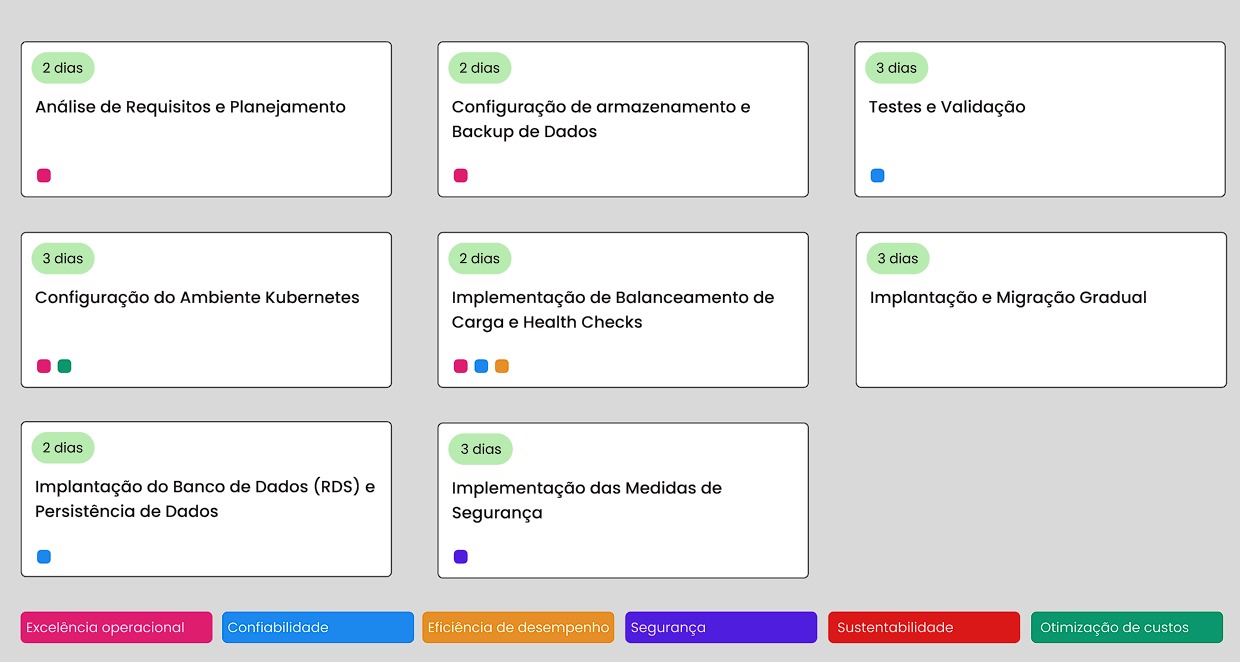 2 dias
Análise de Requisitos e Planejamento
2 dias
Configuração de armazenamento e
Backup de Dados
3 dias
Testes e Validação
3 dias
Configuração do Ambiente Kubernetes
2 dias
Implementação de Balanceamento de
Carga e Health Checks
3 dias
Implantação e Migração Gradual
2 dias
Implantação do Banco de Dados (RDS) e
Persistência de Dados
3 dias
Implementação das Medidas de
Segurança
Excelência operacional
Confiabilidade
Eficiência de desempenho
Segurança
Sustentabilidade
Otimização de custos